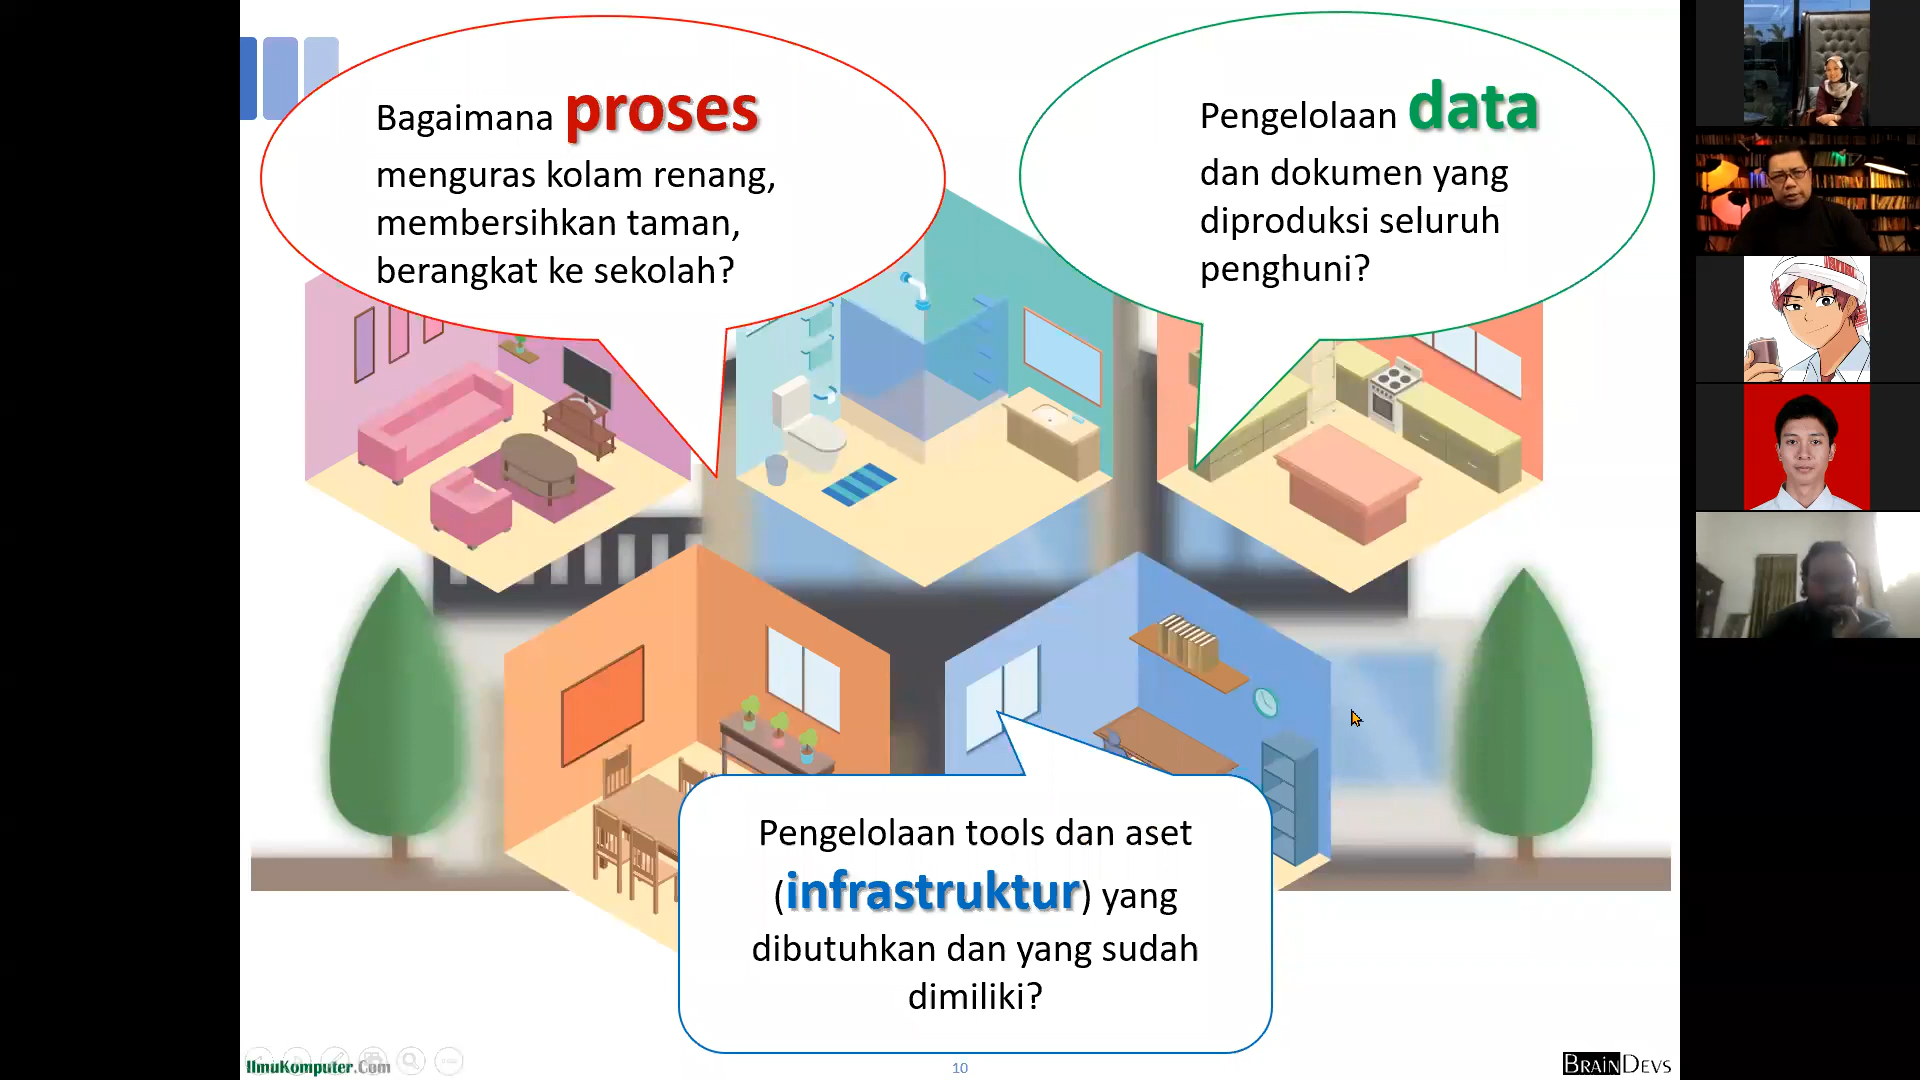 Bagaimana proses
menguras kolam renang,
membersihkan taman,
berangkat ke sekolah?
Pengelolaan data
dan dokumen yang
diproduksi seluruh
penghuni?
Pengelolaan tools dan aset
(infrastruktur) yang
dibutuhkan dan yang sudah
dimiliki?
IlmuKomputer.Com
10
BRAINDEVS